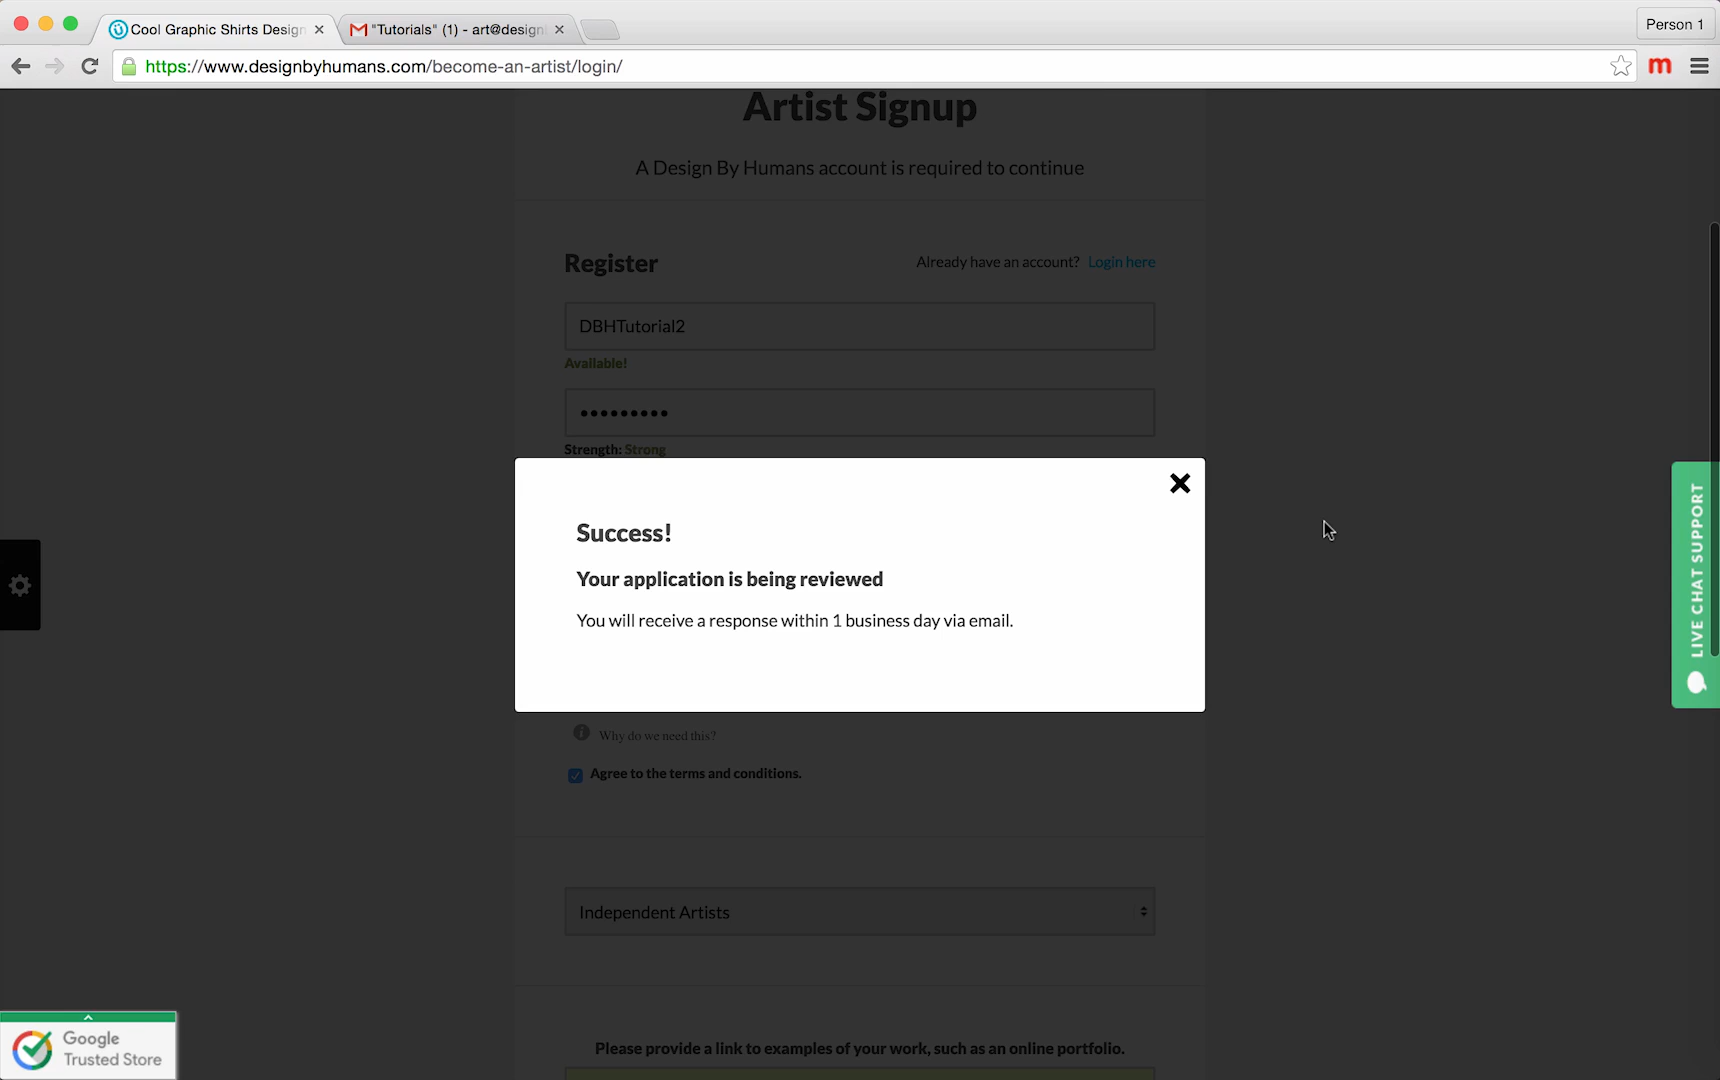 Cool Graphic Shirts Design
"Tutorials" (1) - art@design
Person 1
https://www.designbyhumans.com/become-an-artist/login/
m
Artist Signup
A Design By Humans account is required to continue
Register
Already have an account? Login here
DBHTutorial2
Available!
•••••••••
Strength: Strong
Success!
Your application is being reviewed
You will receive a response within 1 business day via email.
LIVE CHAT SUPPORT
Why do we need this?
Agree to the terms and conditions.
Independent Artists
Please provide a link to examples of your work, such as an online portfolio.
Google
Trusted Store